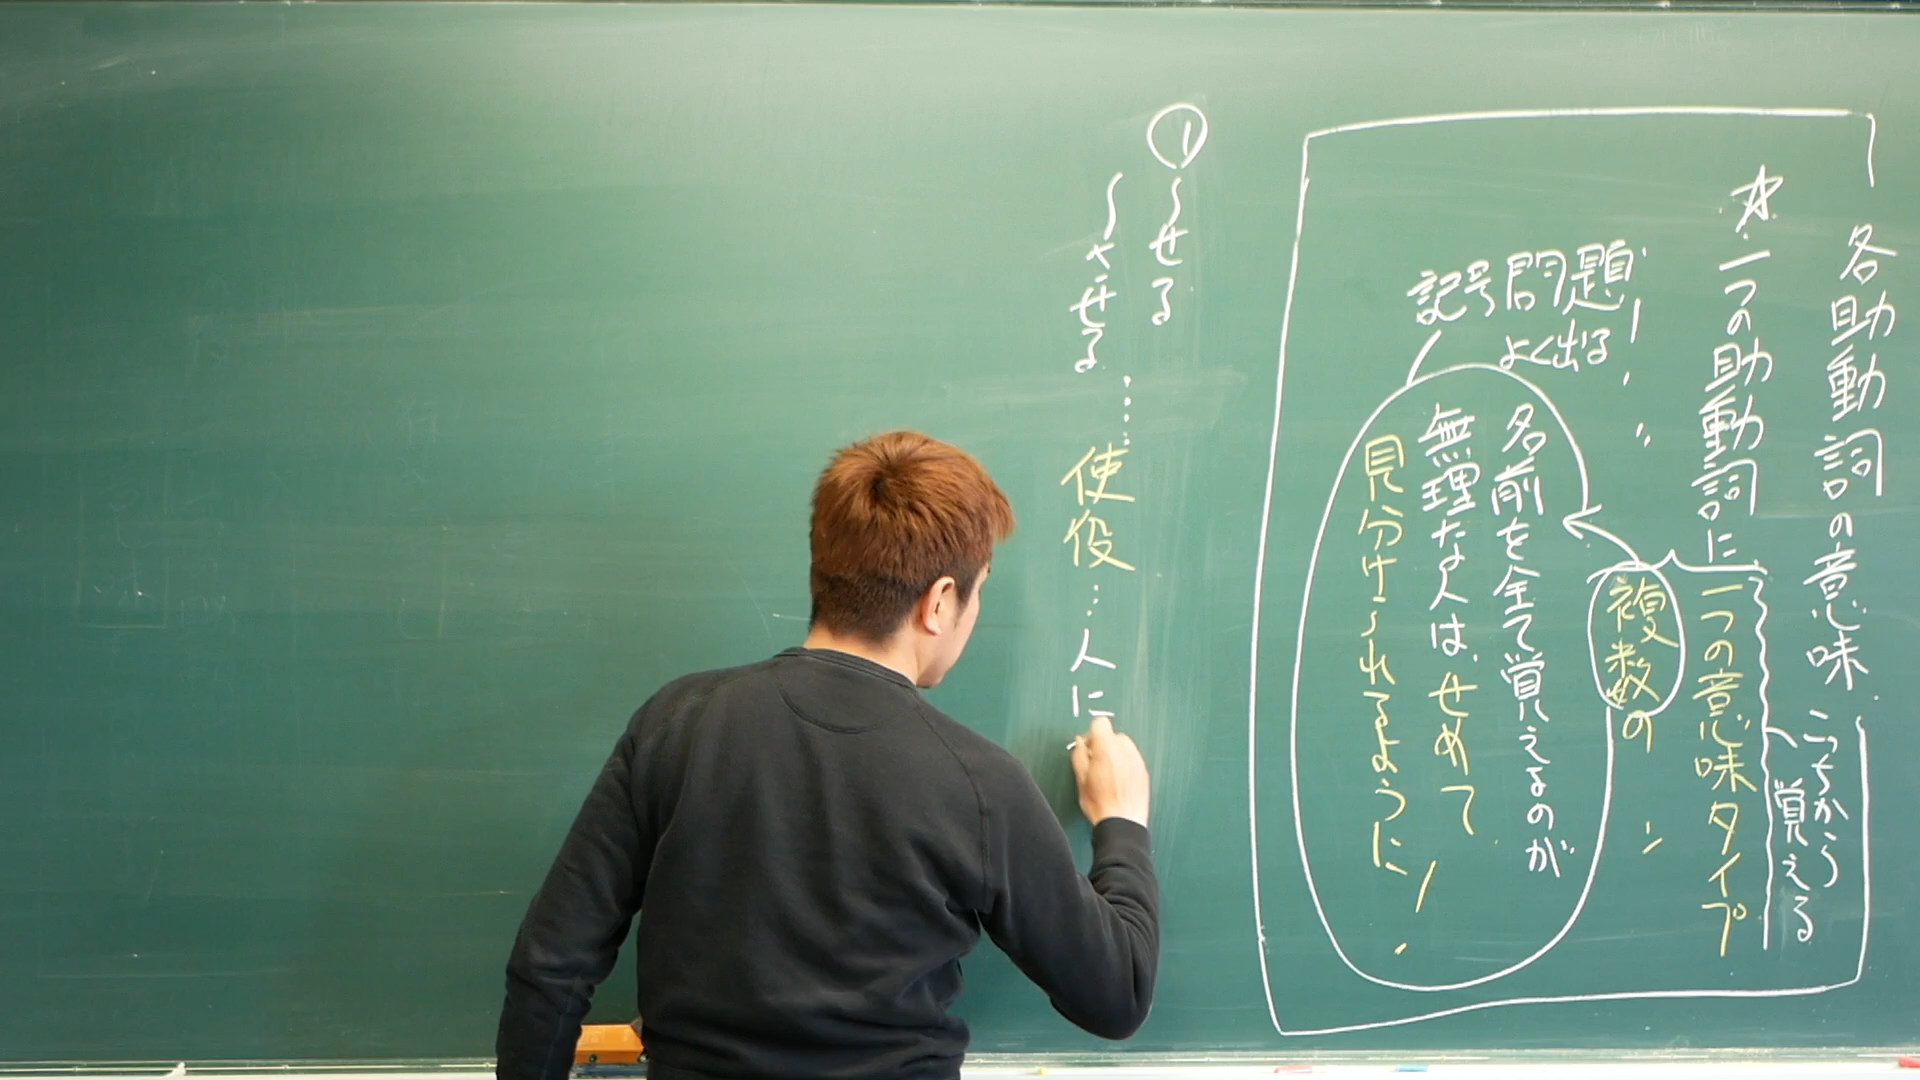 各助動詞の意味
こっちから
覚える
☆一つの助動詞に一つの意味タイプ
複数の 〃
〃
記号問題
よく出る!
名前を全て覚えるのが
無理な人は、せめて
見分けられるように!
①〜せる
〜させる
……使役…人に